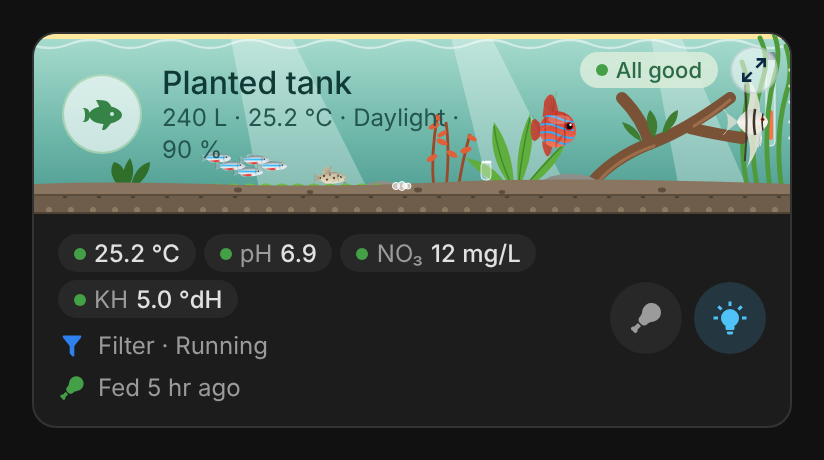 Planted tank
All good
240 L · 25.2 °C · Daylight ·
90 %
25.2 °C
pH 6.9
NO₃ 12 mg/L
KH 5.0 °dH
Filter · Running
Fed 5 hr ago